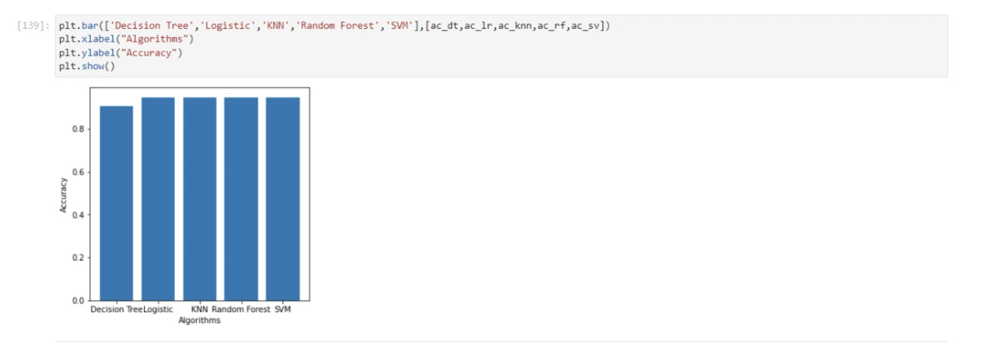 [139]: plt.bar(['Decision Tree','Logistic','KNN','Random Forest','SVM'],[ac_dt,ac_lr,ac_knn,ac_rf,ac_sv])
plt.xlabel("Algorithms")
plt.ylabel("Accuracy")
plt.show()
0.8
0.6
0.4
0.2
0.0
Accuracy
Decision Tree Logistic KNN Random Forest SVM
Algorithms